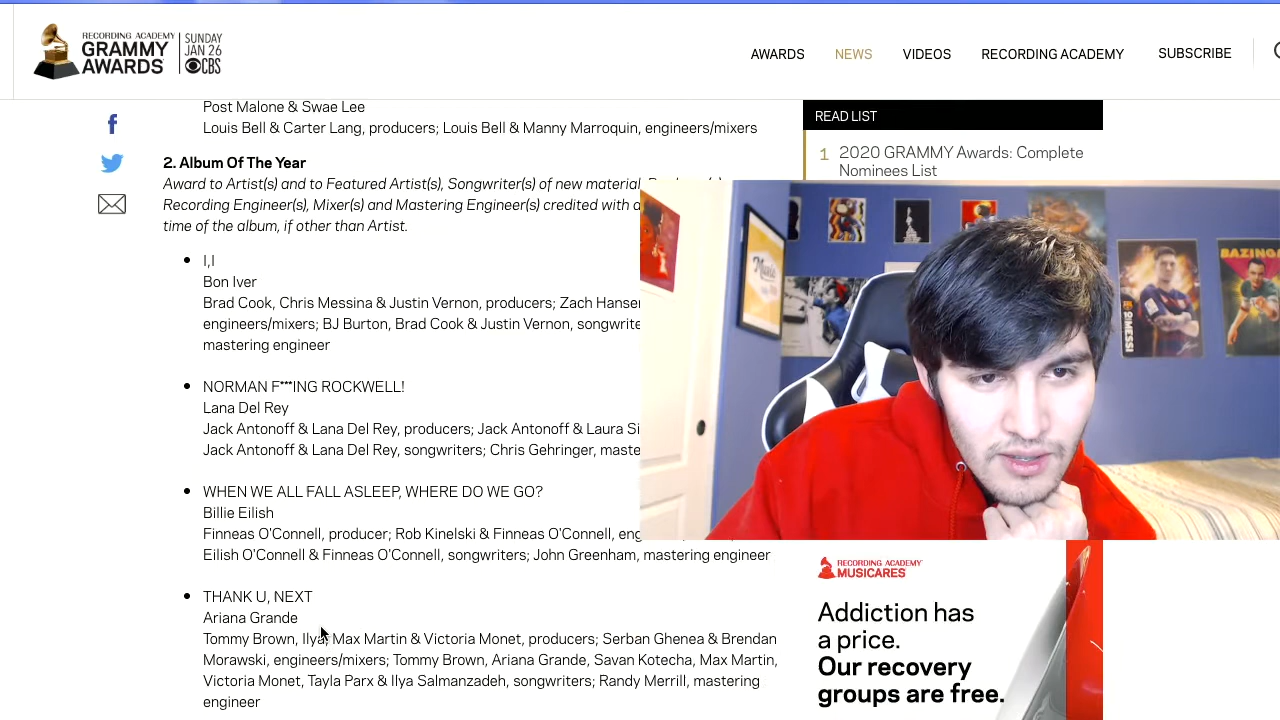 RECORDING ACADEMY
GRAMMY
AWARDS
SUNDAY
JAN 26
CBS
AWARDS
NEWS
VIDEOS
RECORDING ACADEMY
SUBSCRIBE
Post Malone & Swae Lee
Louis Bell & Carter Lang, producers; Louis Bell & Manny Marroquin, engineers/mixers
2. Album Of The Year
Award to Artist(s) and to Featured Artist(s), Songwriter(s) of new material,
Recording Engineer(s), Mixer(s) and Mastering Engineer(s) credited with
time of the album, if other than Artist.
I,I
Bon Iver
Brad Cook, Chris Messina & Justin Vernon, producers; Zach Hansen
engineers/mixers; BJ Burton, Brad Cook & Justin Vernon,
mastering engineer
NORMAN F***ING ROCKWELL!
Lana Del Rey
Jack Antonoff & Lana Del Rey, producers; Jack Antonoff & Laura
Jack Antonoff & Lana Del Rey, songwriters; Chris Gehringer,
WHEN WE ALL FALL ASLEEP, WHERE DO WE GO?
Billie Eilish
Finneas O'Connell, producer; Rob Kinelski & Finneas O'Connell,
Eilish O'Connell & Finneas O'Connell, songwriters; John Greenham, mastering engineer
THANK U, NEXT
Ariana Grande
Tommy Brown, Ilya, Max Martin & Victoria Monet, producers; Serban Ghenea & Brendan
Morawski, engineers/mixers; Tommy Brown, Ariana Grande, Savan Kotecha, Max Martin,
Victoria Monet, Tayla Parx & Ilya Salmanzadeh, songwriters; Randy Merrill, mastering
engineer
READ LIST
1 2020 GRAMMY Awards: Complete
Nominees List
Music
10 MESSI
BAZINGA
RECORDING ACADEMY
MUSICARES
Addiction has
a price.
Our recovery
groups are free.